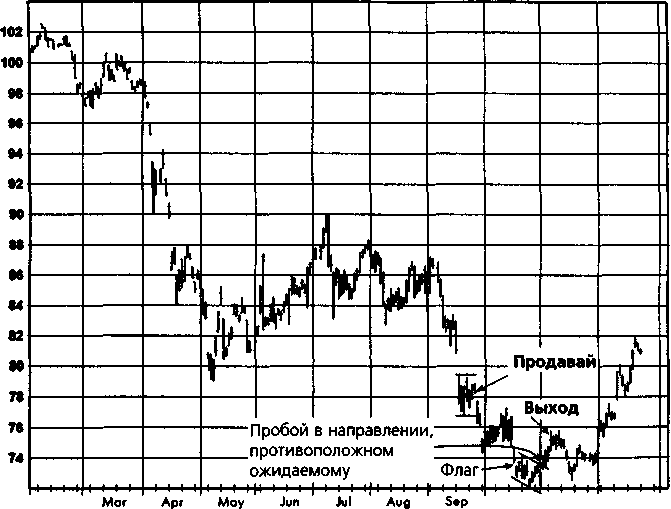 102
100
98
96
94
92
90
88
86
84
82
80
78
76
74
Продавай
Выход
Пробой в направлении,
противоположном
ожидаемому
Флаг
Mar Apr May Jun Jul Aug Sep